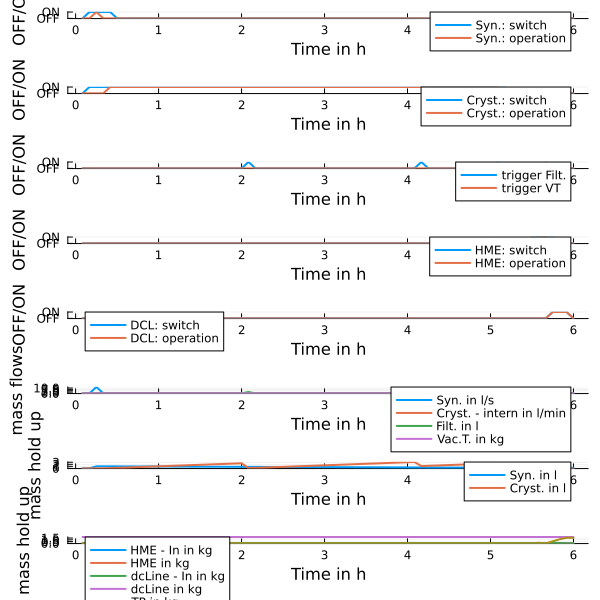 OFF/ON
ON
OFF
0 1 2 3 4 5 6
Time in h
Syn.: switch
Syn.: operation
OFF/ON
ON
OFF
0 1 2 3 4 6
Time in h
Cryst.: switch
Cryst.: operation
OFF/ON
ON
OFF
0 1 2 3 4 6
Time in h
trigger Filt.
trigger VT
OFF/ON
ON
OFF
0 1 2 3 4 6
Time in h
HME: switch
HME: operation
OFF/ON
ON
OFF
0 2 3 4 5 6
Time in h
DCL: switch
DCL: operation
mass flows
0 1 2 3 6
Time in h
Syn. in l/s
Cryst. - intern in l/min
Filt. in l
Vac.T. in kg
mass hold up
0 1 2 3 4 6
Time in h
Syn. in l
Cryst. in l
mass hold up
0 2 3 4 5 6
Time in h
HME - In in kg
HME in kg
dcLine - In in kg
dcLine in kg